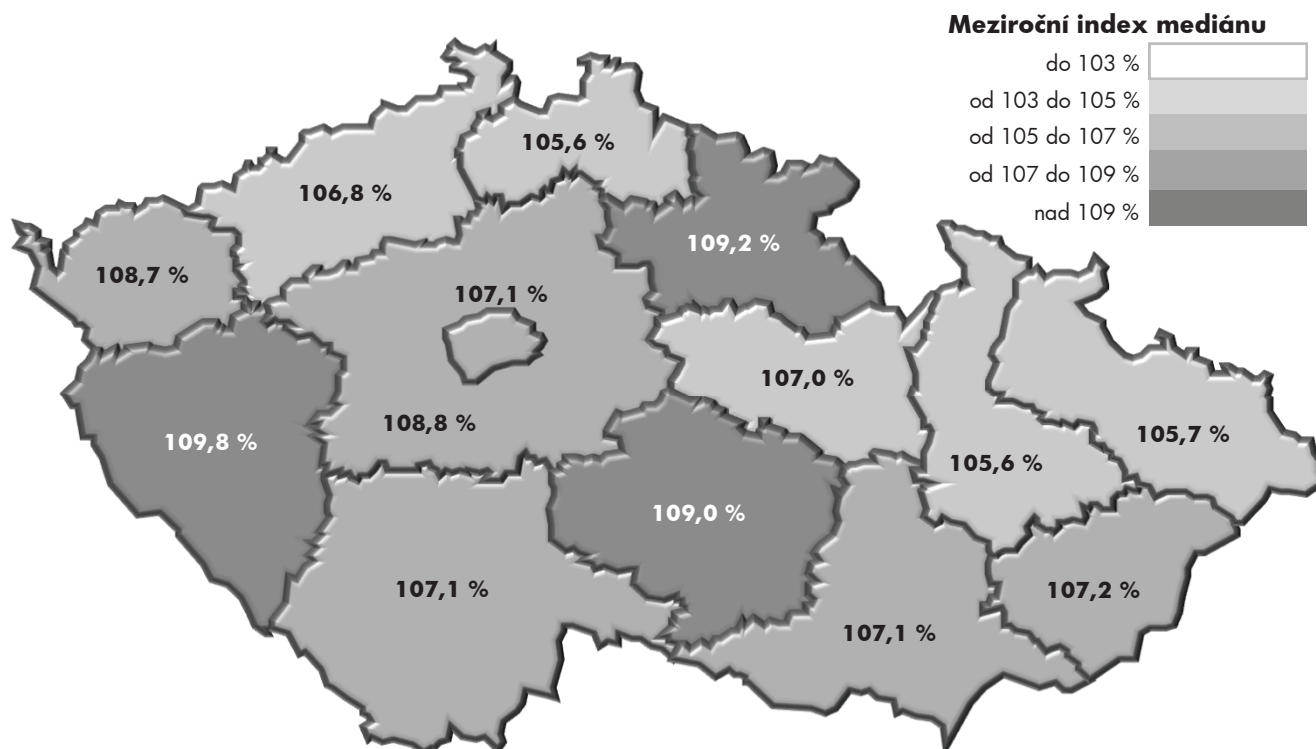 Meziroční index mediánu
do 103 %
od 103 do 105 %
od 105 do 107 %
od 107 do 109 %
nad 109 %
105,6 %
106,8 %
109,2 %
108,7 %
107,1 %
107,0 %
108,8 %
109,8 %
105,7 %
105,6 %
109,0 %
107,1 %
107,2 %
107,1 %